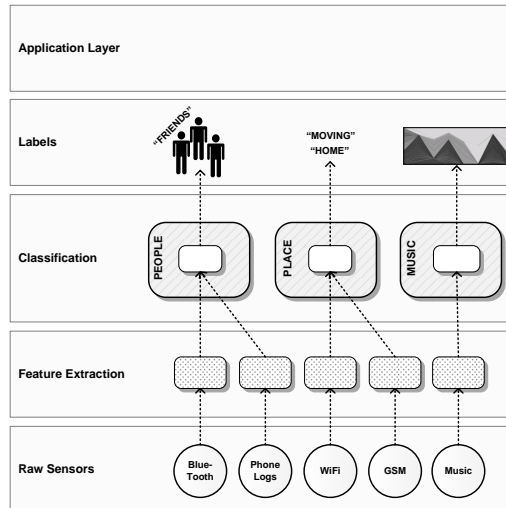 Application Layer
Labels
“FRIENDS”
“MOVING”
“HOME”
Classification
PEOPLE
PLACE
MUSIC
Feature Extraction
Raw Sensors
Blue-
Tooth
Phone
Logs
WiFi
GSM
Music